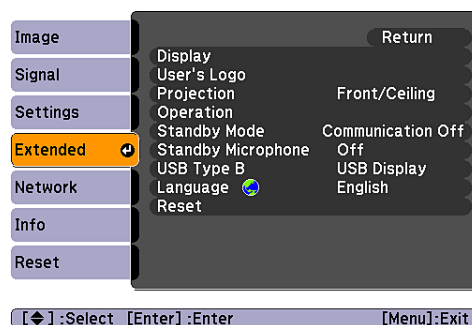 Image
Signal
Settings
Extended
Network
Info
Reset
Return
Display
User's Logo
Projection Front/Ceiling
Operation
Standby Mode Communication Off
Standby Microphone Off
USB Type B USB Display
Language English
Reset
[◆] :Select [Enter] :Enter [Menu]:Exit